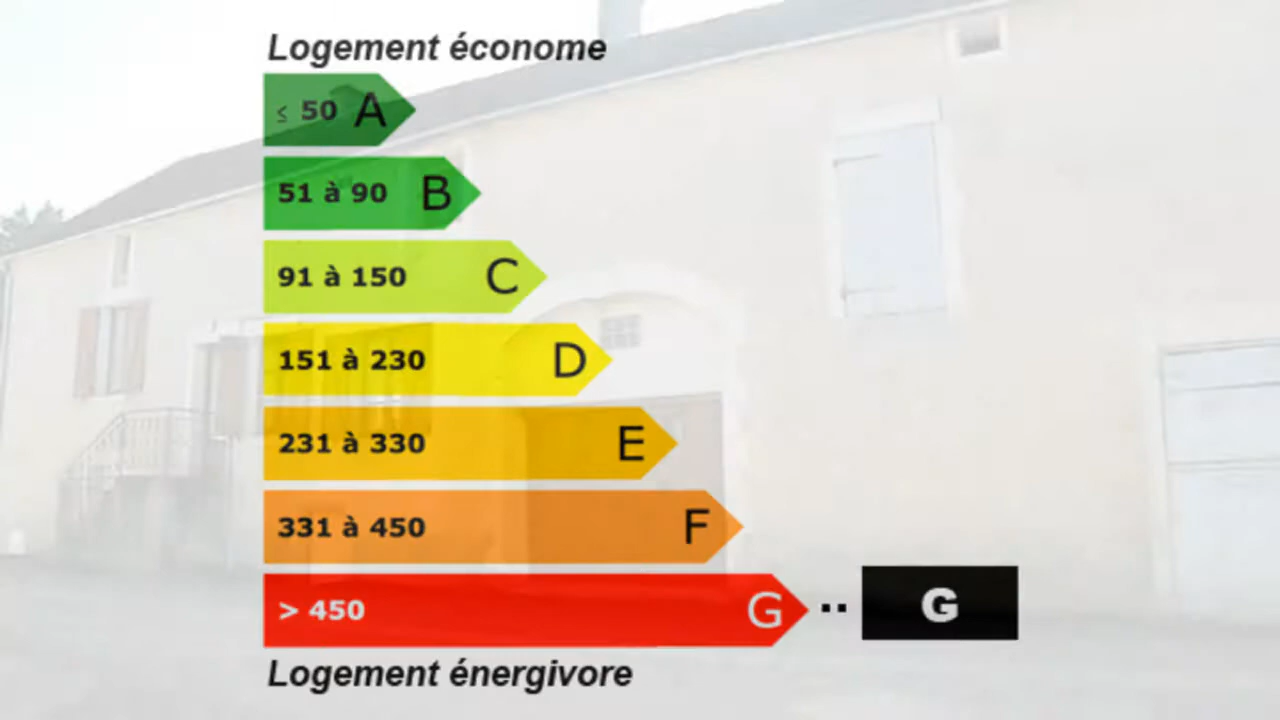 Logement économe
≤ 50 A
51 à 90 B
91 à 150 C
151 à 230 D
231 à 330 E
331 à 450 F
> 450 G .. G
Logement énergivore